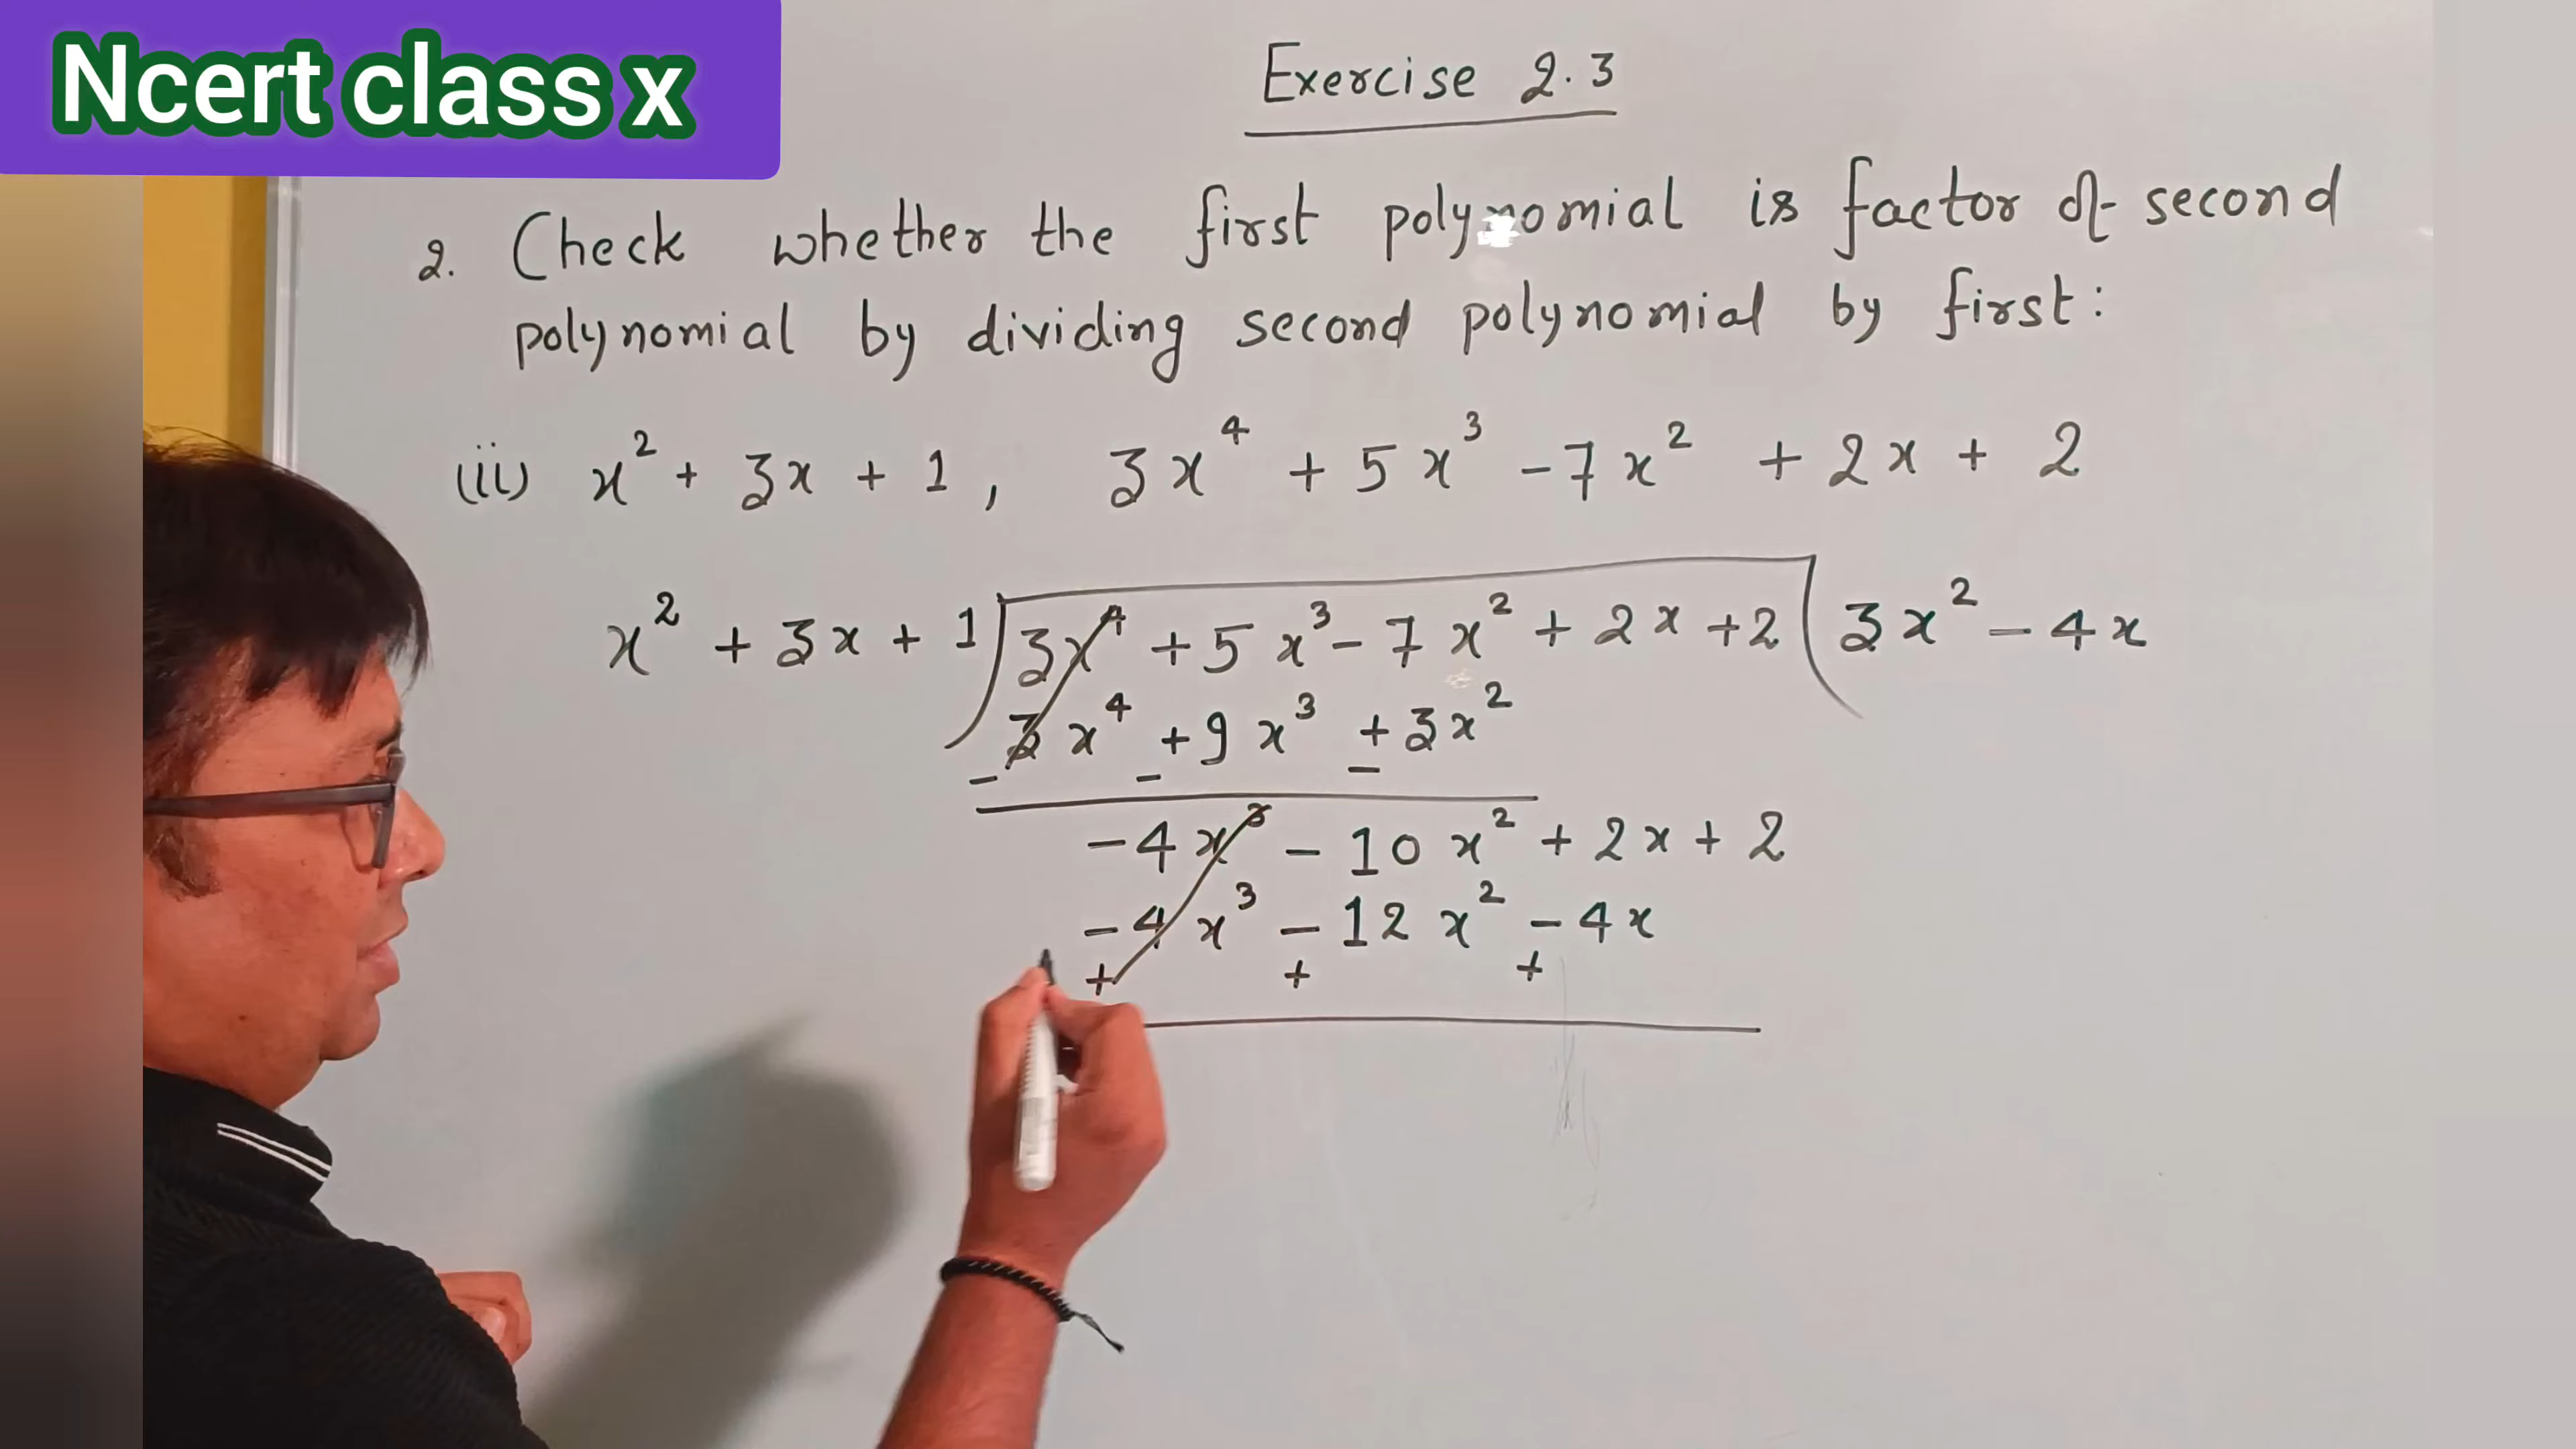 Ncert class x
Exercise 2.3
2. Check whether the first polynomial is factor of second
polynomial by dividing second polynomial by first:
(ii) x² + 3x + 1, 3x⁴ + 5x³ - 7x² + 2x + 2
x² + 3x + 1) 3x⁴ + 5x³ - 7x² + 2x + 2 ( 3x² - 4x
3x⁴ + 9x³ + 3x²
- - -
-4x³ - 10x² + 2x + 2
-4x³ - 12x² - 4x
+ + +